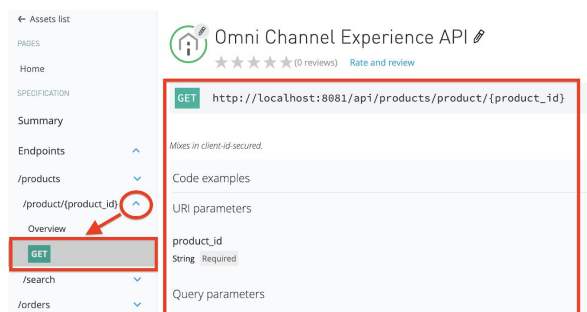 ← Assets list
PAGES
Home
SPECIFICATION
Summary
Endpoints
/products
/product/{product_id}
Overview
GET
/search
/orders
Omni Channel Experience API
(0 reviews) Rate and review
GET http://localhost:8081/api/products/product/{product_id}
Mixes in client-id-secured.
Code examples
URI parameters
product_id
String Required
Query parameters